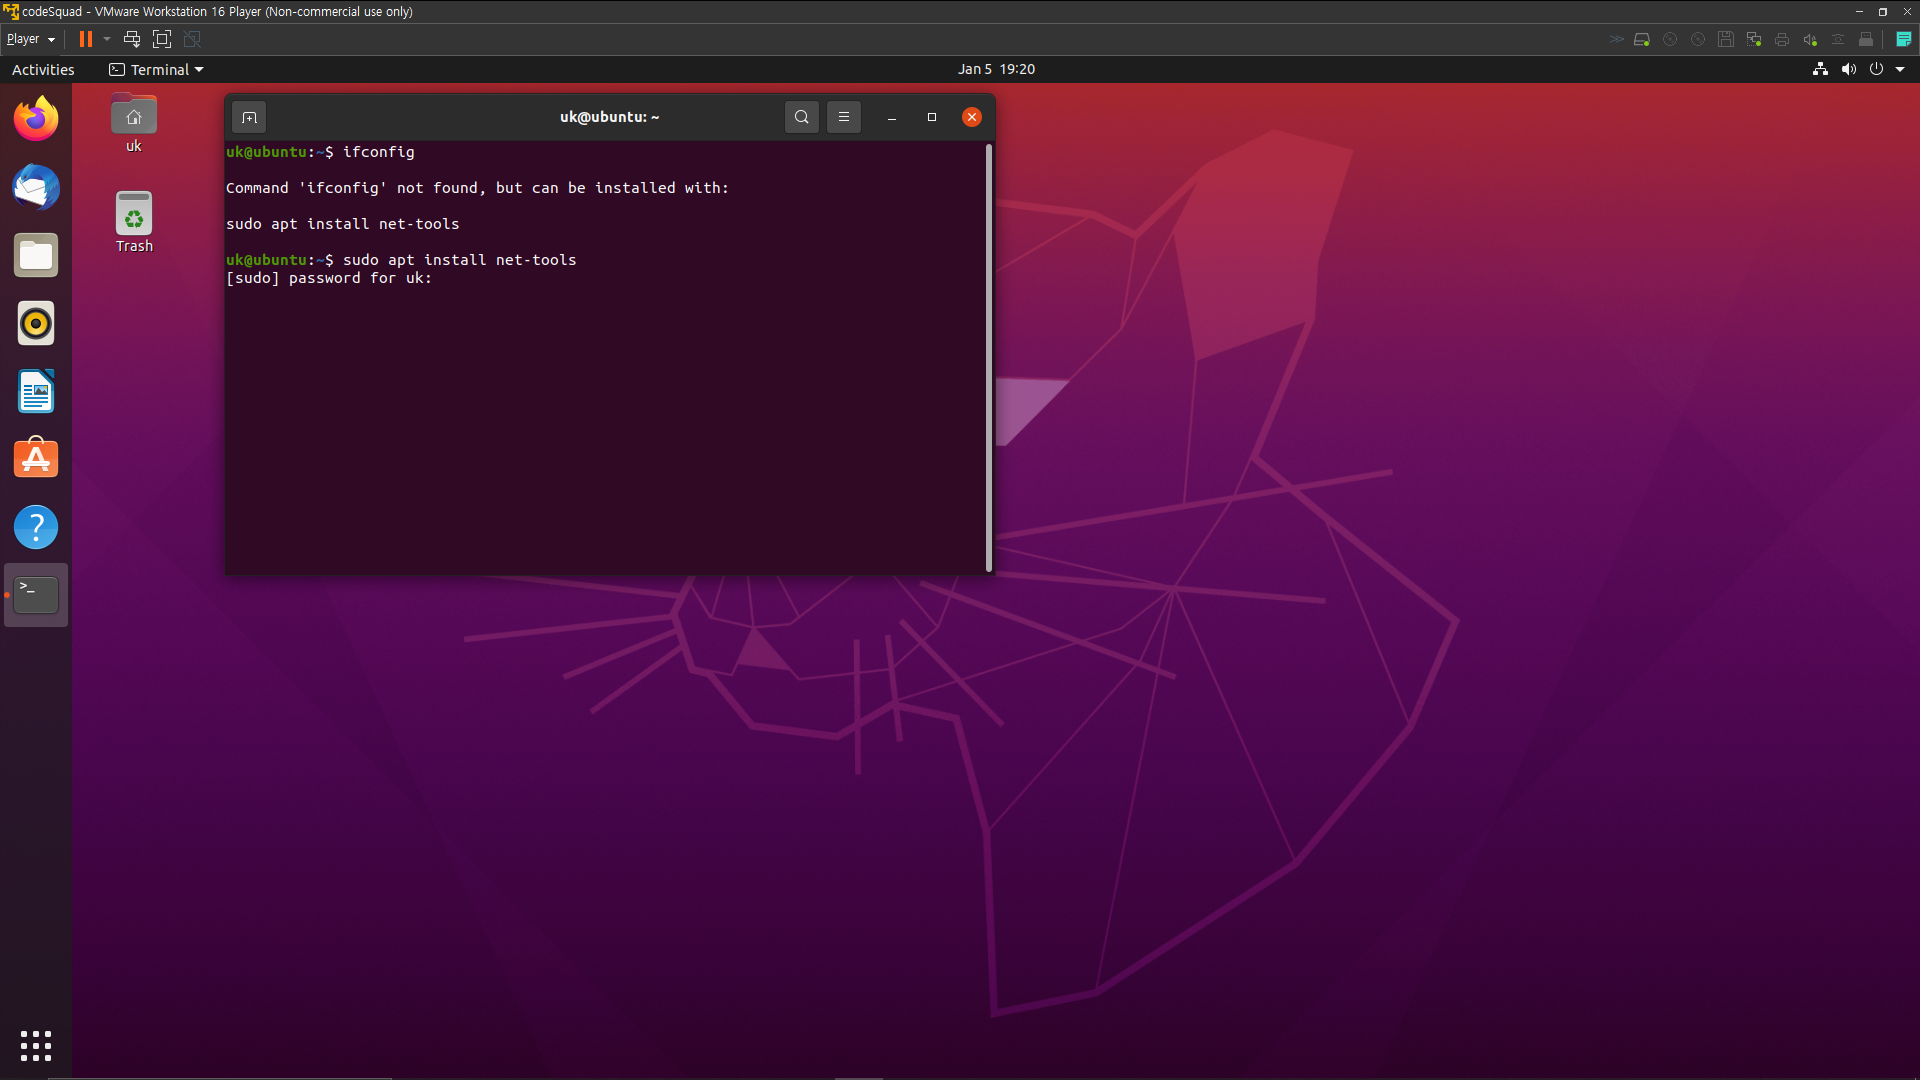 codeSquad - VMware Workstation 16 Player (Non-commercial use only)
Player
Activities
Terminal
Jan 5 19:20
uk
Trash
uk@ubuntu: ~
uk@ubuntu:~$ ifconfig
Command 'ifconfig' not found, but can be installed with:
sudo apt install net-tools
uk@ubuntu:~$ sudo apt install net-tools
[sudo] password for uk: